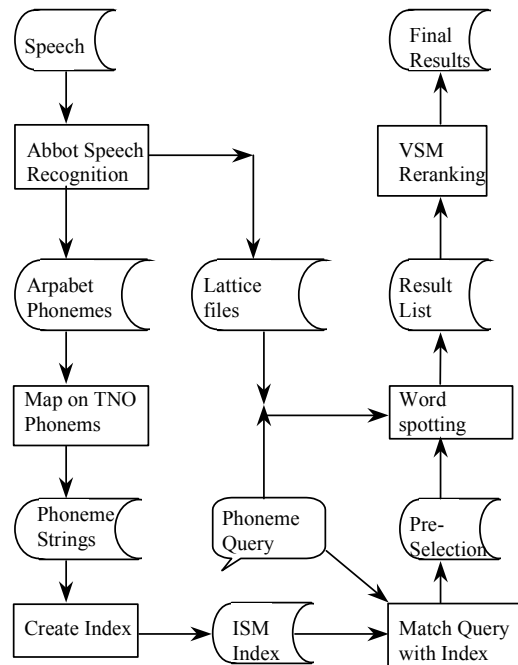 Speech
Final
Results
Abbot Speech
Recognition
VSM
Reranking
Arpabet
Phonemes
Lattice
files
Result
List
Map on TNO
Phonems
Word
spotting
Phoneme
Strings
Phoneme
Query
Pre-
Selection
Create Index
ISM
Index
Match Query
with Index